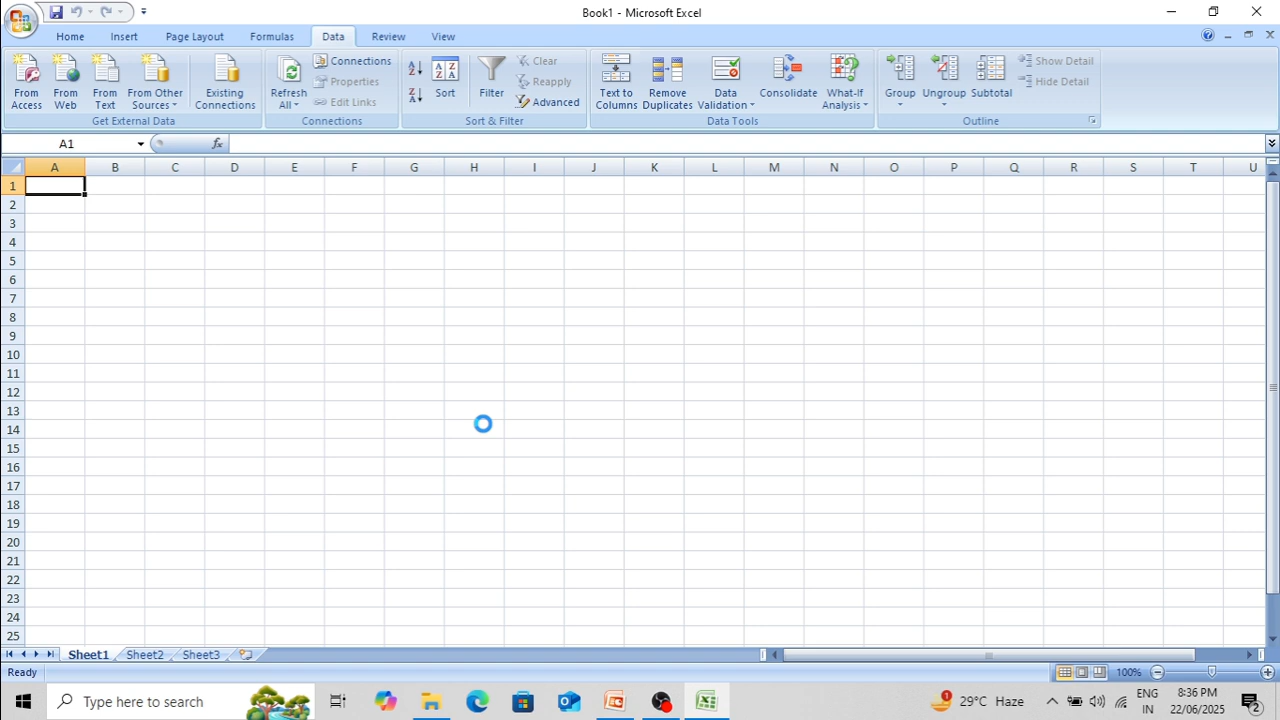 Book1 - Microsoft Excel
Home Insert Page Layout Formulas Data Review View
From Access
From Web
From Text
From Other Sources
Existing Connections
Get External Data
Refresh All
Connections
Properties
Edit Links
Connections
Sort
Filter
Clear
Reapply
Advanced
Sort & Filter
Text to Columns
Remove Duplicates
Data Validation
Consolidate
What-If Analysis
Data Tools
Group
Ungroup
Subtotal
Show Detail
Hide Detail
Outline
A1 fx
A B C D E F G H I J K L M N O P Q R S T U
1
2
3
4
5
6
7
8
9
10
11
12
13
14
15
16
17
18
19
20
21
22
23
24
25
Sheet1 Sheet2 Sheet3
Ready 100%
Type here to search 1 29°C Haze ENG IN 8:36 PM 22/06/2025 2